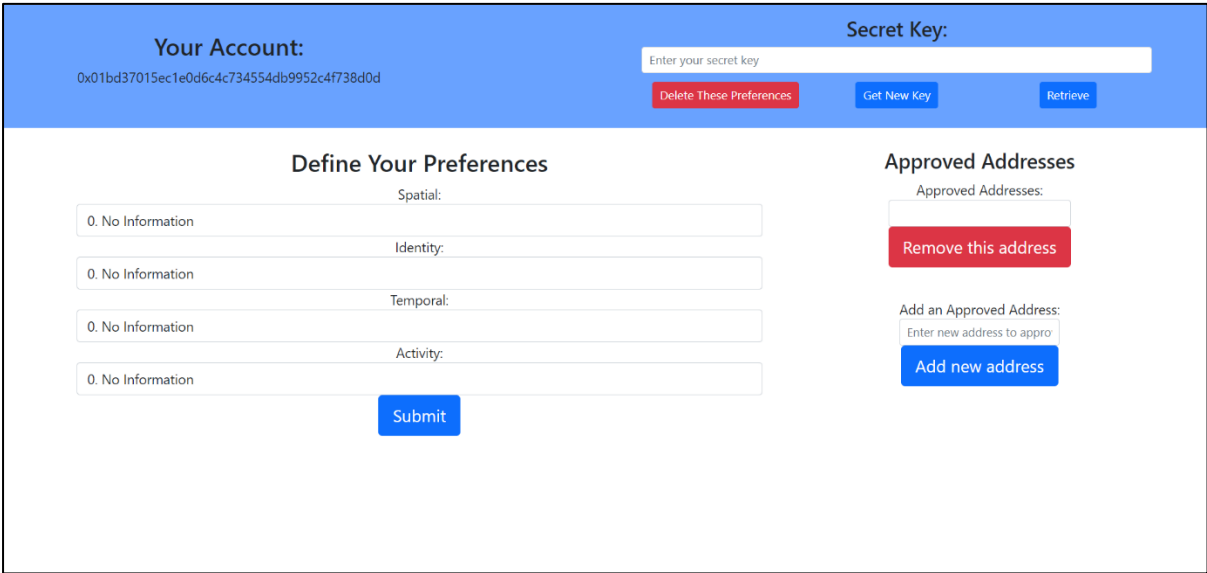 Your Account:
0x01bd37015ec1e0d6c4c734554db9952c4f738d0d
Secret Key:
Enter your secret key
Delete These Preferences
Get New Key
Retrieve
Define Your Preferences
Spatial:
0. No Information
Identity:
0. No Information
Temporal:
0. No Information
Activity:
0. No Information
Submit
Approved Addresses
Approved Addresses:
Remove this address
Add an Approved Address:
Enter new address to appro
Add new address